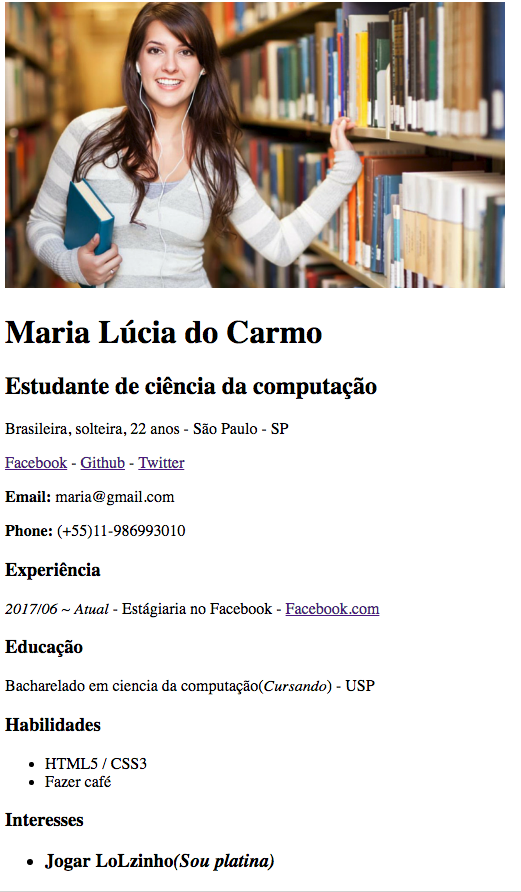 Maria Lúcia do Carmo
Estudante de ciência da computação
Brasileira, solteira, 22 anos - São Paulo - SP
Facebook - Github - Twitter
Email: maria@gmail.com
Phone: (+55)11-986993010
Experiência
2017/06 ~ Atual - Estágiaria no Facebook - Facebook.com
Educação
Bacharelado em ciencia da computação(Cursando) - USP
Habilidades
• HTML5 / CSS3
• Fazer café
Interesses
• Jogar LoLzinho(Sou platina)